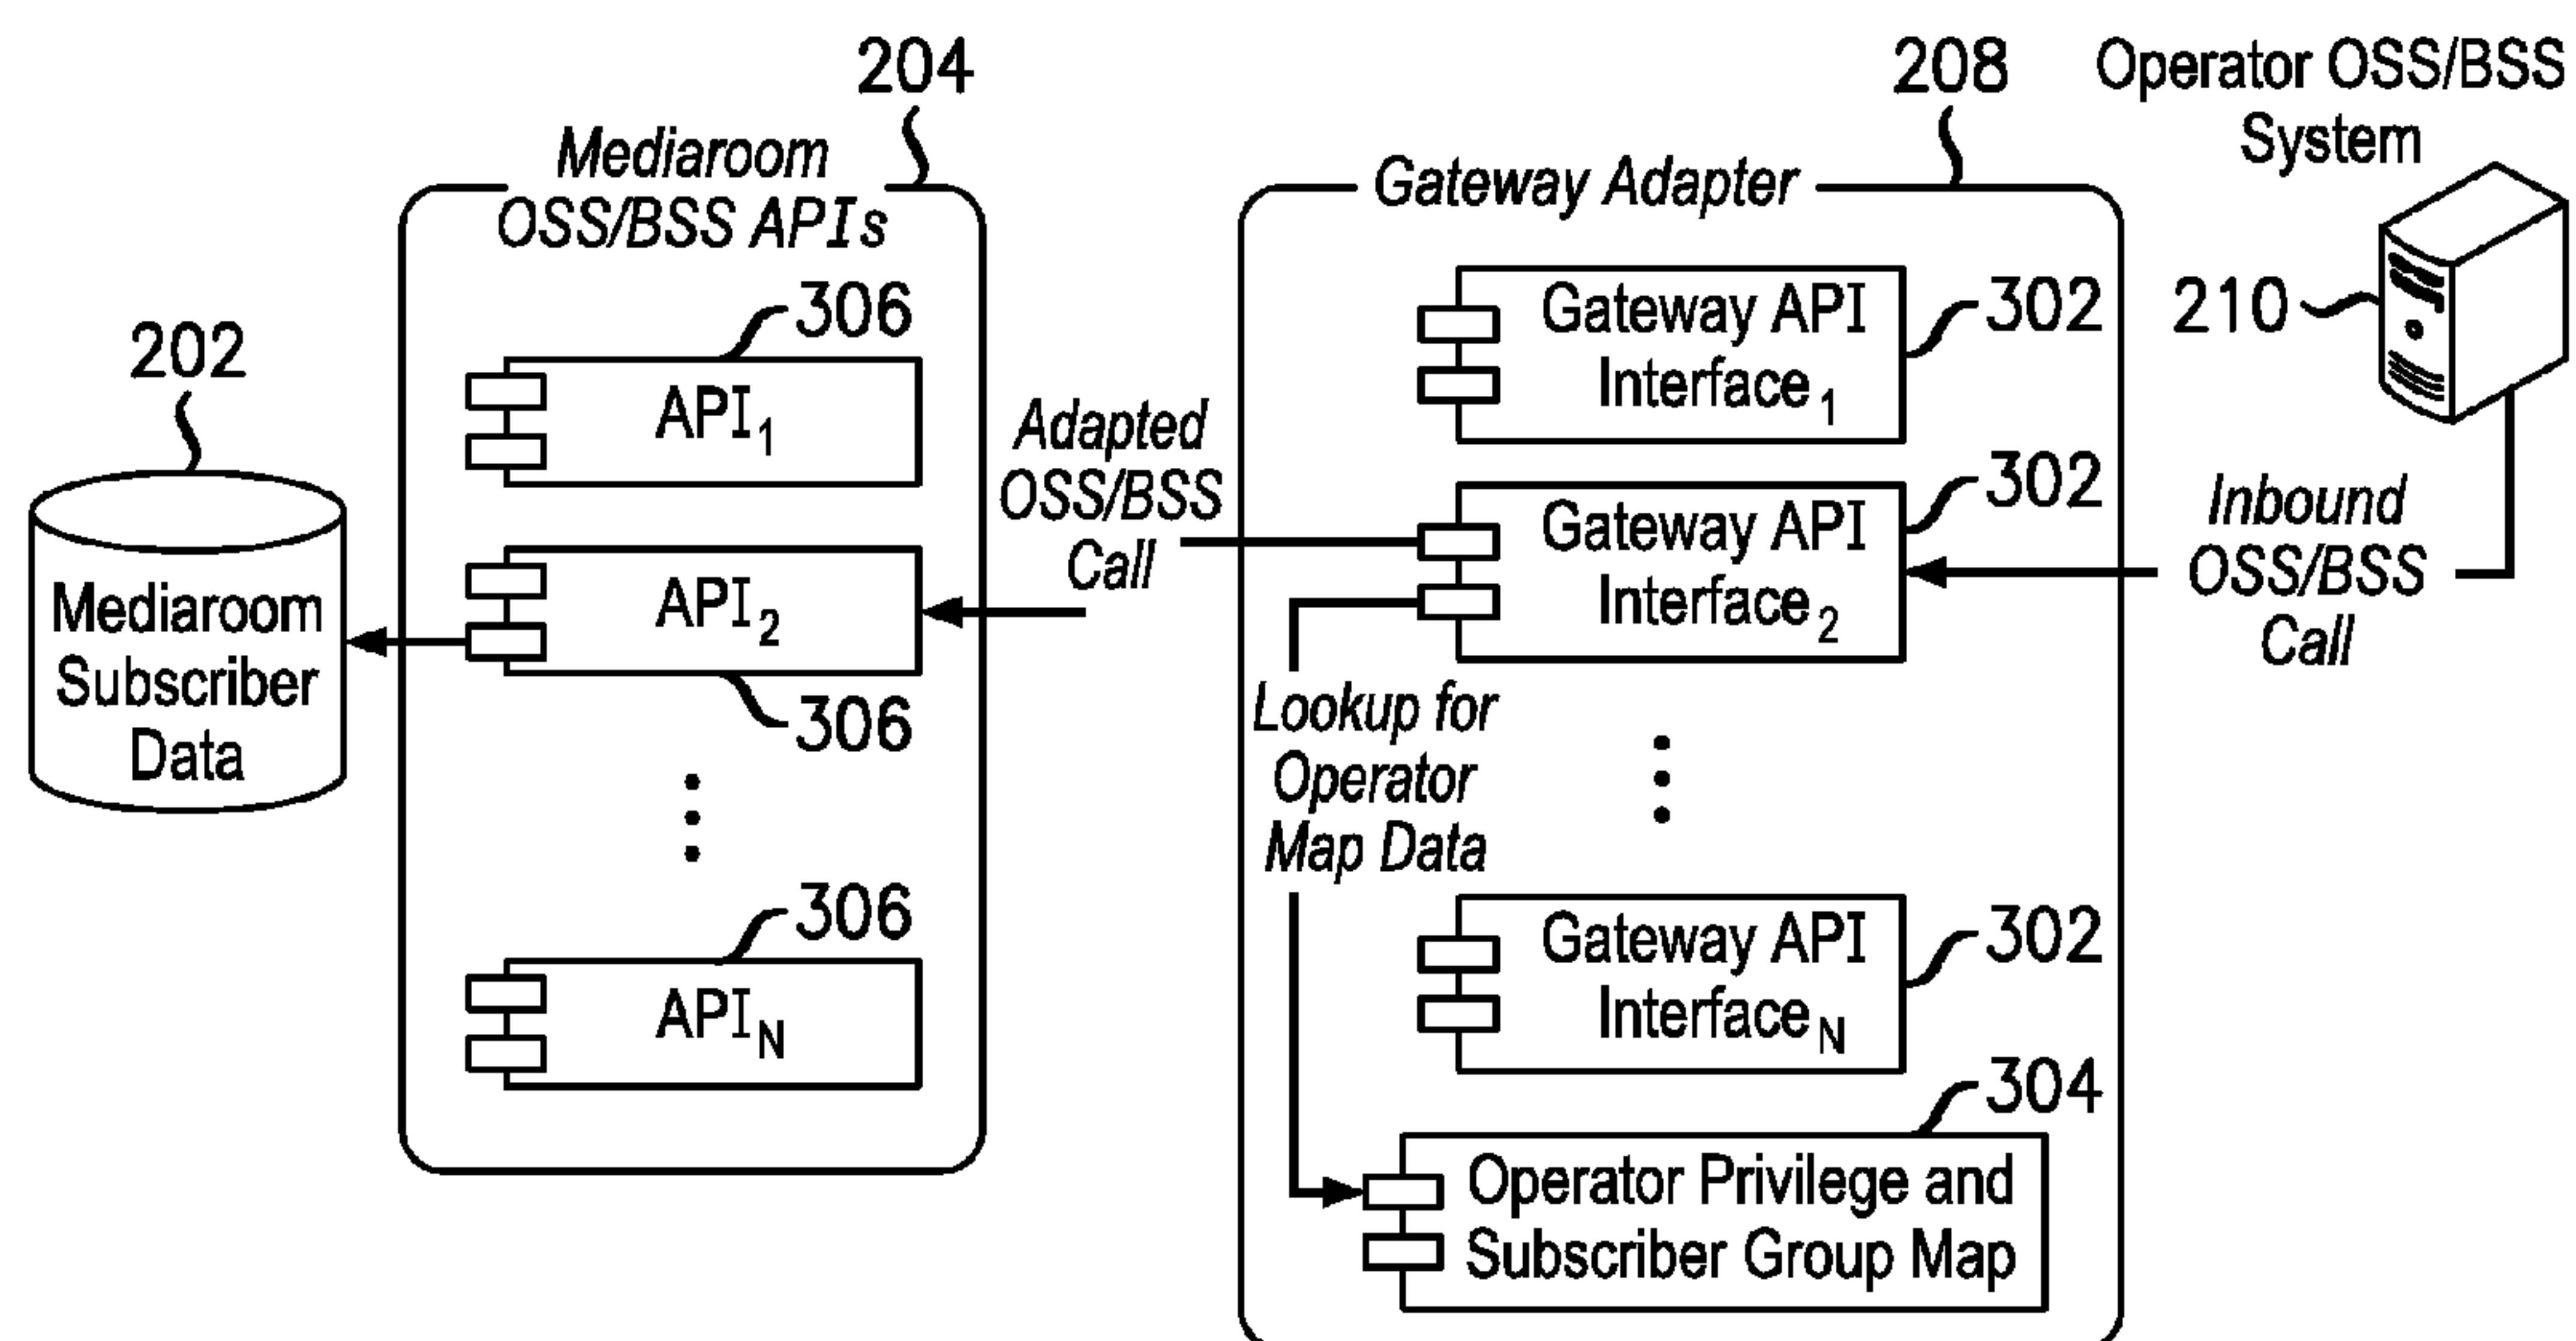 204
Mediaroom
OSS/BSS APIs
202
Mediaroom
Subscriber
Data
306
API1
API2
306
306
APIN
Adapted
OSS/BSS
Call
208
Gateway Adapter
Gateway API
Interface1
302
Gateway API
Interface2
302
Lookup for
Operator
Map Data
Gateway API
InterfaceN
302
304
Operator Privilege and
Subscriber Group Map
Operator OSS/BSS
System
210
Inbound
OSS/BSS
Call